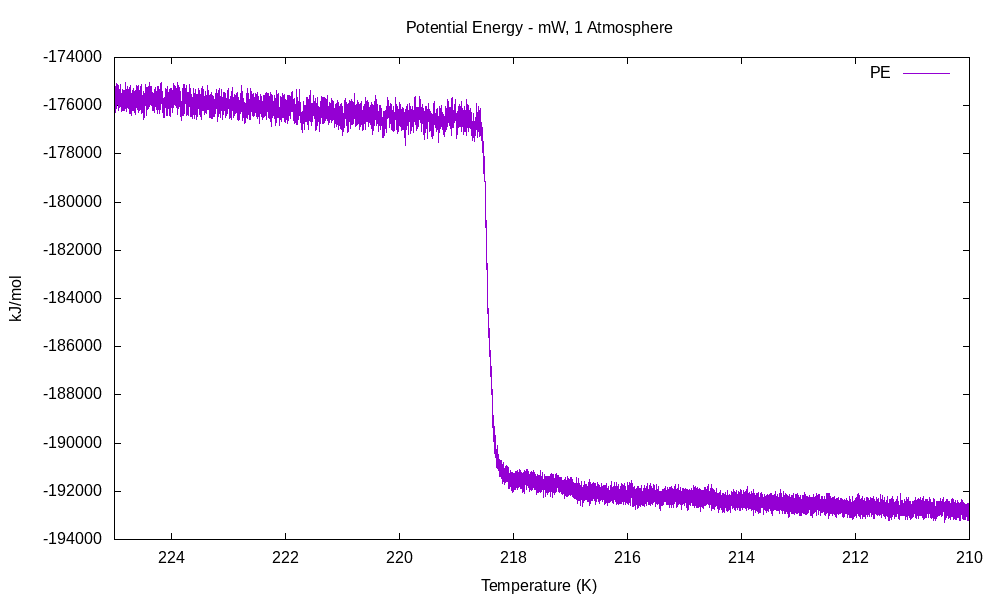 Potential Energy - mW, 1 Atmosphere
PE
-174000
-176000
-178000
-180000
-182000
-184000
-186000
-188000
-190000
-192000
-194000
kJ/mol
224 222 220 218 216 214 212 210
Temperature (K)